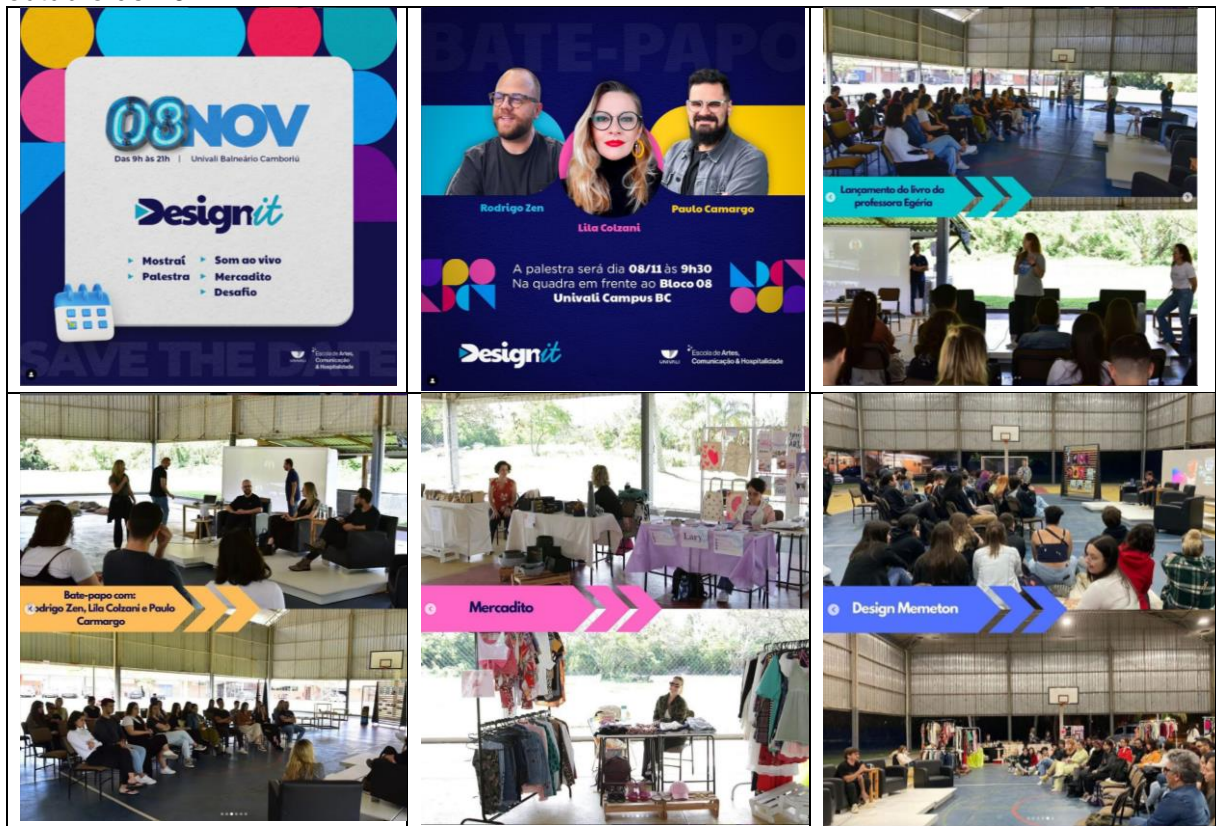 08NOV
Das 9h às 21h | Univali Balneário Camboriú
Designit
Mostraí
Palestra
Som ao vivo
Mercadito
Desafio
SAVE THE DATE
UNIVALI
Escola de Artes,
Comunicação
& Hospitalidade
BATE-PAPO
Rodrigo Zen
Lila Colzani
Paulo Camargo
A palestra será dia 08/11 às 9h30
Na quadra em frente ao Bloco 08
Univali Campus BC
Designit
UNIVALI
Escola de Artes,
Comunicação
& Hospitalidade
Lançamento do livro da
professora Egéria
Bate-papo com:
Rodrigo Zen, Lila Colzani e Paulo
Carmargo
Mercadito
Lary
Design Memeton